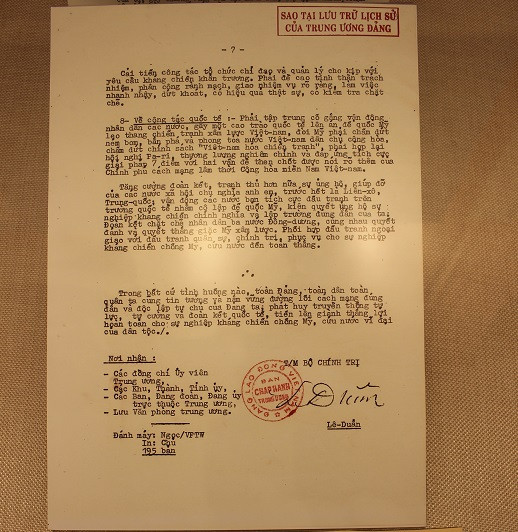 SAO TẠI LƯU TRỮ LỊCH SỬ
CỦA TRUNG ƯƠNG ĐẢNG
- 7 -
Cải tiến công tác tổ chức chỉ đạo và quản lý cho kịp với
yêu cầu kháng chiến khẩn trương. Phải đề cao tinh thần trách
nhiệm, phân công rành mạch, giao nhiệm vụ rõ ràng, làm việc
nhanh nhậy, dứt khoát, có hiệu quả thật sự, có kiểm tra chặt
chẽ.
8- Về công tác quốc tế :- Phải tập trung cố gắng vận động
nhân dân các nước, gây một cao trào quốc tế lên án đế quốc Mỹ
leo thang chiến tranh xâm lược Việt-nam, đòi Mỹ phải chấm dứt
ném bom, bắn phá và phong toả nước Việt-nam dân chủ cộng hòa,
chấm dứt chính sách "Việt-nam hóa chiến tranh", phải họp lại
hội nghị Pa-ri, thương lượng nghiêm chỉnh và đáp ứng tích cực
giải pháp 7 điểm với hai vấn đề then chốt được nói rõ thêm của
Chính phủ cách mạng lâm thời Cộng hòa miền Nam Việt-nam.
Tăng cường đoàn kết, tranh thủ hơn nữa sự ủng hộ, giúp đỡ
của các nước xã hội chủ nghĩa anh em, trước hết là Liên-xô,
Trung-quốc; vận động các nước bạn tích cực đấu tranh trên
trường quốc tế nhằm cô lập đế quốc Mỹ, kiên quyết ủng hộ sự
nghiệp kháng chiến chính nghĩa và lập trường đúng đắn của ta;
Đoàn kết chặt chẽ nhân dân ba nước Đông-dương, cùng nhau quyết
đánh và quyết thắng giặc Mỹ xâm lược. Phối hợp đấu tranh ngoại
giao với đấu tranh quân sự, chính trị, phục vụ cho sự nghiệp
kháng chiến chống Mỹ, cứu nước đến toàn thắng.
Trong bất cứ tình huống nào, toàn Đảng, toàn dân toàn
quân ta cũng tin tưởng và nắm vững đường lối cách mạng đúng
đắn và độc lập tự chủ của Đảng ta; phát huy truyền thống tự
lực, tự cường và đoàn kết quốc tế, tiến lên giành thắng lợi
hoàn toàn cho sự nghiệp kháng chiến chống Mỹ, cứu nước vĩ đại
của dân tộc./.
Nơi nhận :
- Các đồng chí Ủy viên
Trung ương,
- Các Khu, Thành, Tỉnh ủy,
- Các Ban, Đảng đoàn, Đảng ủy
trực thuộc Trung ương,
- Lưu Văn phòng trung ương.
Đánh máy: Ngọc/VPTW
In: Chu
195 bản
T/M BỘ CHÍNH TRỊ
ĐẢNG LAO ĐỘNG VIỆT NAM
BAN
CHẤP HÀNH
TRUNG ƯƠNG
Lê-Duẩn